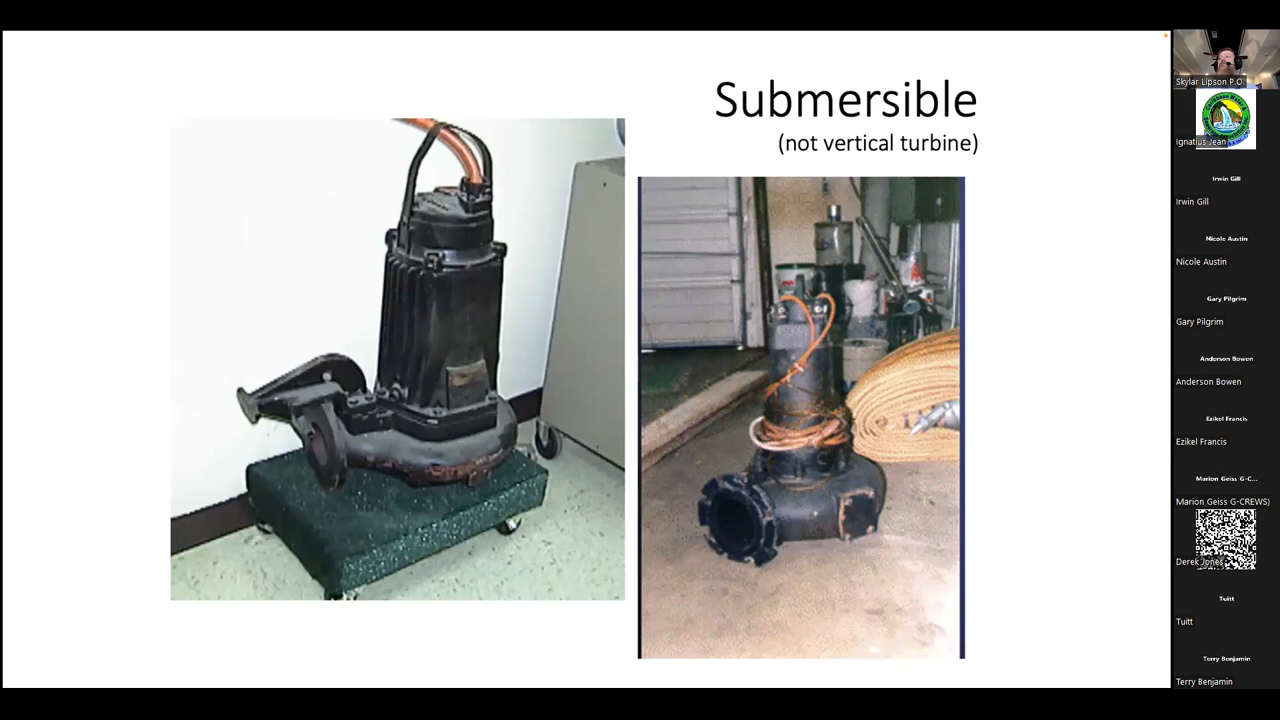 Submersible
(not vertical turbine)
Skylar Lipson P.O.
Ignatius Jean
Irwin Gill
Irwin Gill
Nicole Austin
Nicole Austin
Gary Pilgrim
Gary Pilgrim
Anderson Bowen
Anderson Bowen
Ezikel Francis
Ezikel Francis
Marion Geiss G-C...
Marion Geiss G-CREWS)
Derek Jones
Tuitt
Tuitt
Terry Benjamin
Terry Benjamin